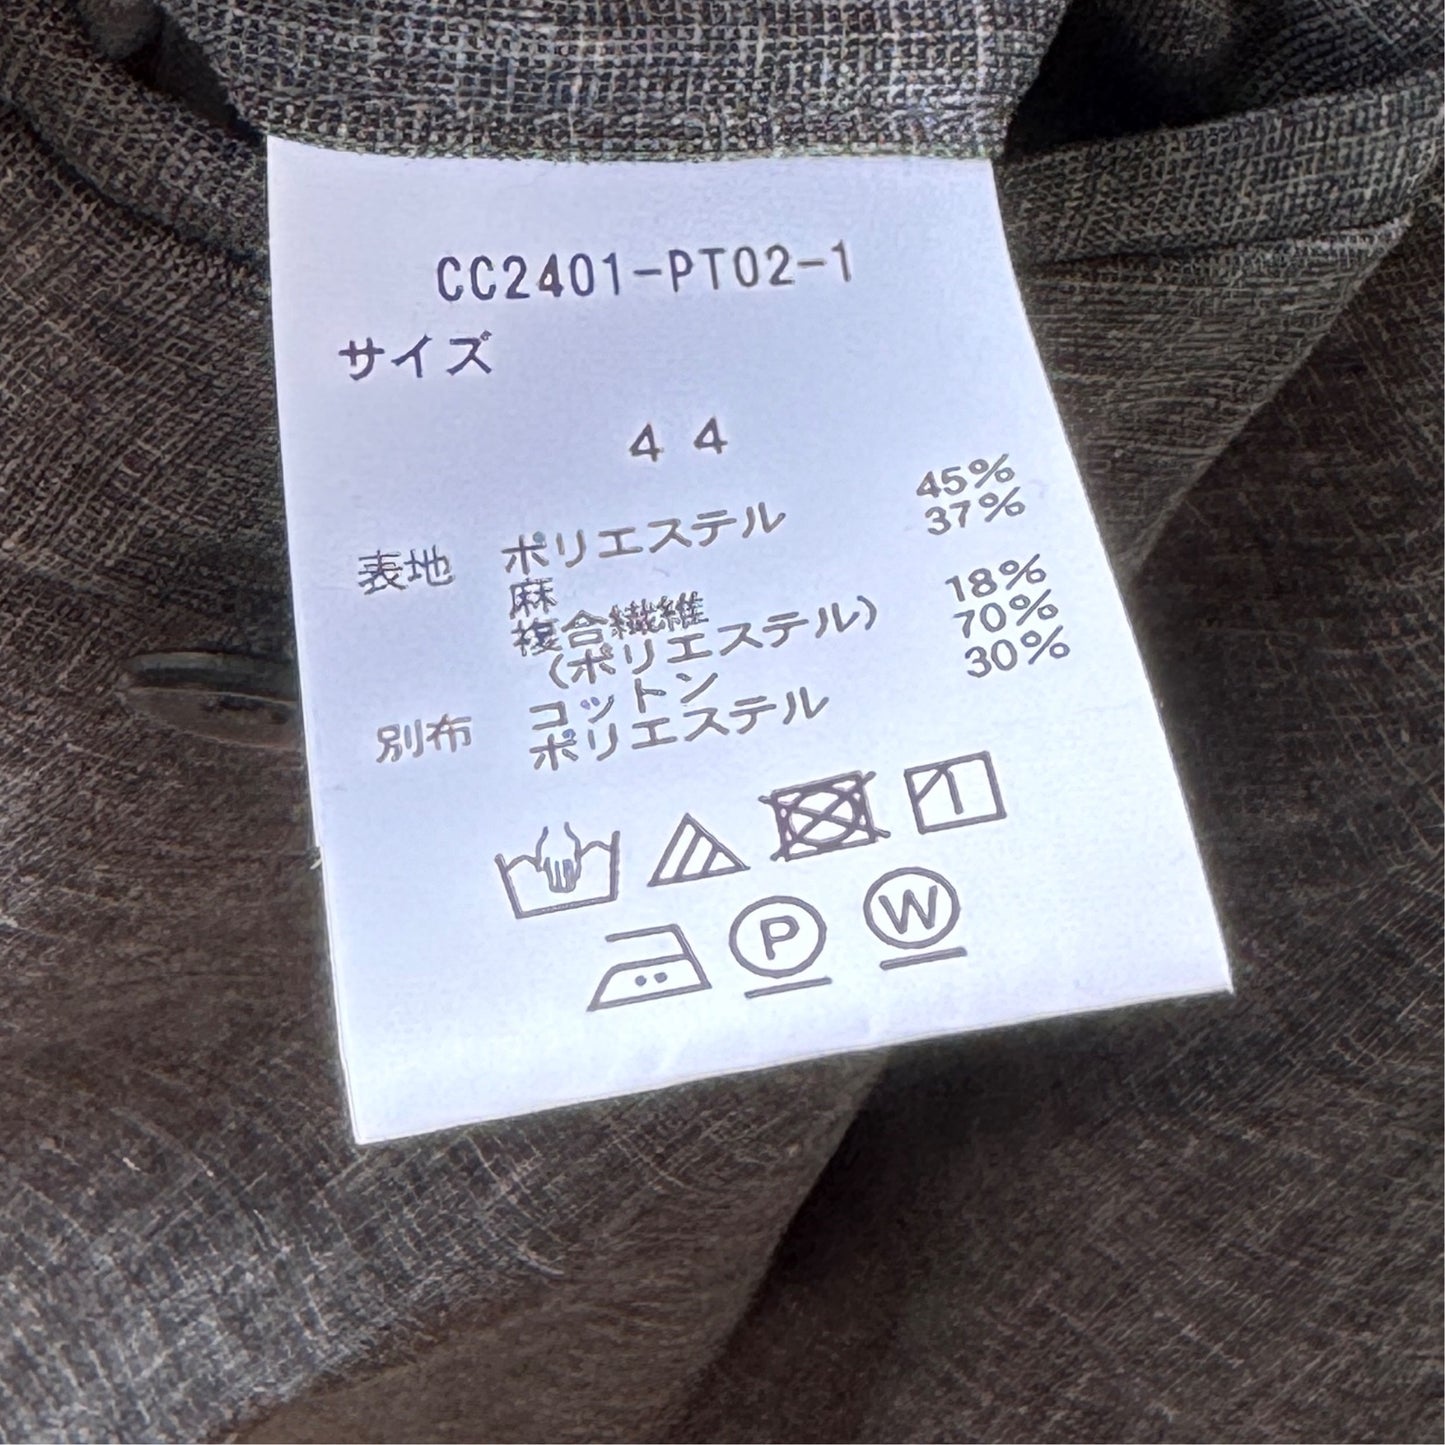 CC2401-PT02-1
サイズ
44
表地 ポリエステル 45%
麻 37%
複合繊維
(ポリエステル) 18%
別布 コットン 70%
ポリエステル 30%
P W